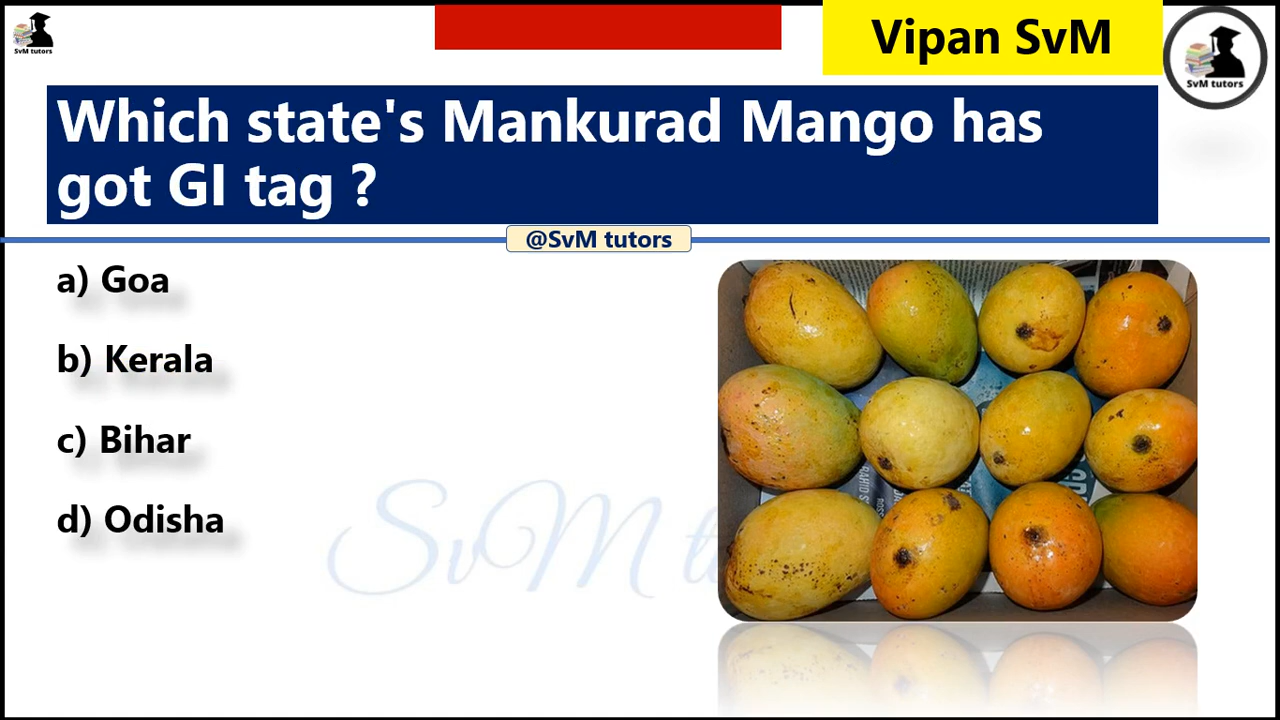 SvM tutors
Vipan SvM
SvM tutors
Which state's Mankurad Mango has
got GI tag ?
@SvM tutors
a) Goa
b) Kerala
c) Bihar
d) Odisha
SvM t